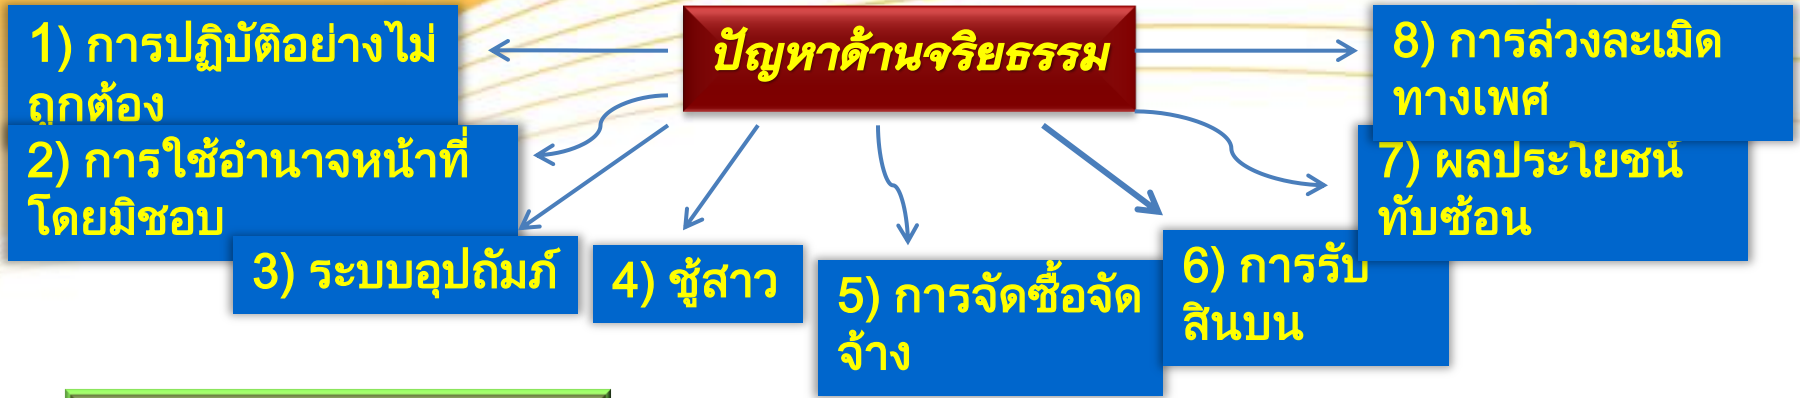 ปัญหาด้านจริยธรรม
1) การปฏิบัติอย่างไม่
ถูกต้อง
2) การใช้อำนาจหน้าที่
โดยมิชอบ
3) ระบบอุปถัมภ์
4) ชู้สาว
5) การจัดซื้อจัด
จ้าง
6) การรับ
สินบน
7) ผลประโยชน์
ทับซ้อน
8) การล่วงละเมิด
ทางเพศ